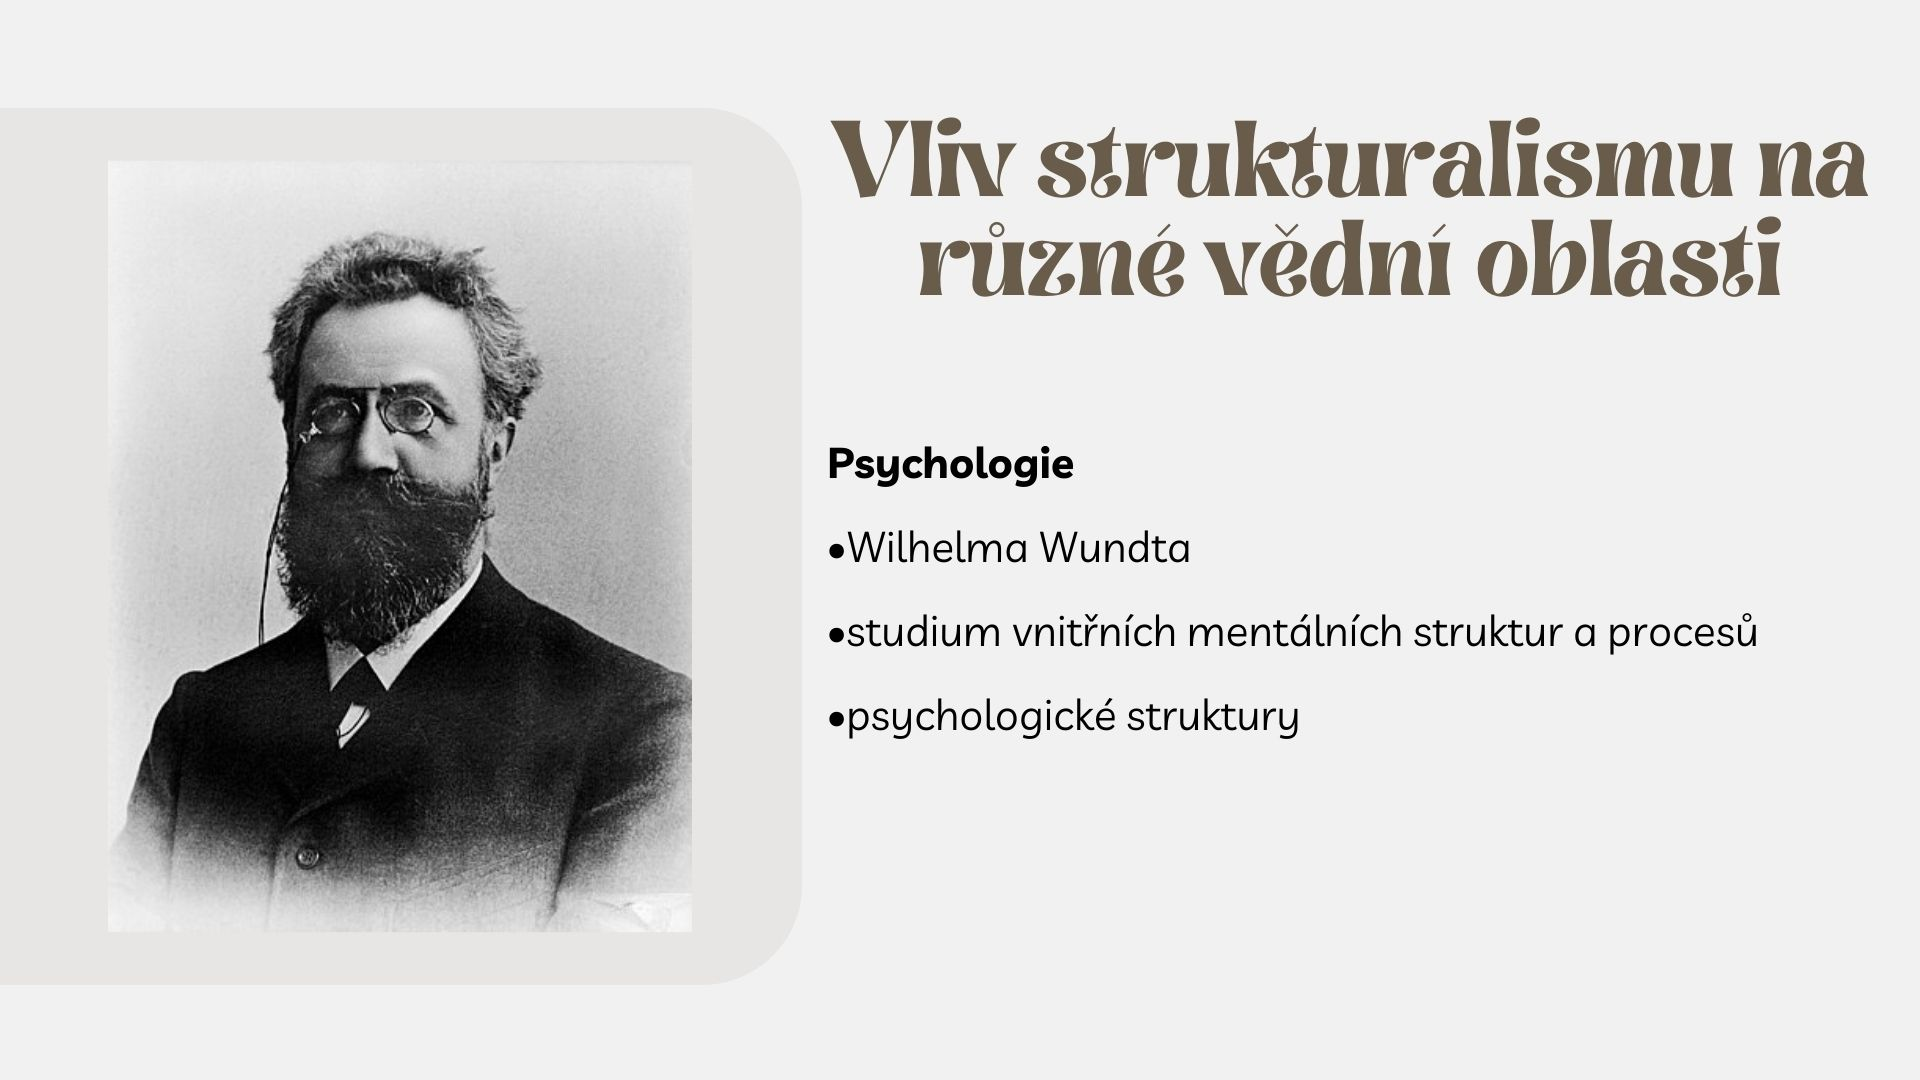 Vliv strukturalismu na
různé vědní oblasti
Psychologie
•Wilhelma Wundta
•studium vnitřních mentálních struktur a procesů
•psychologické struktury